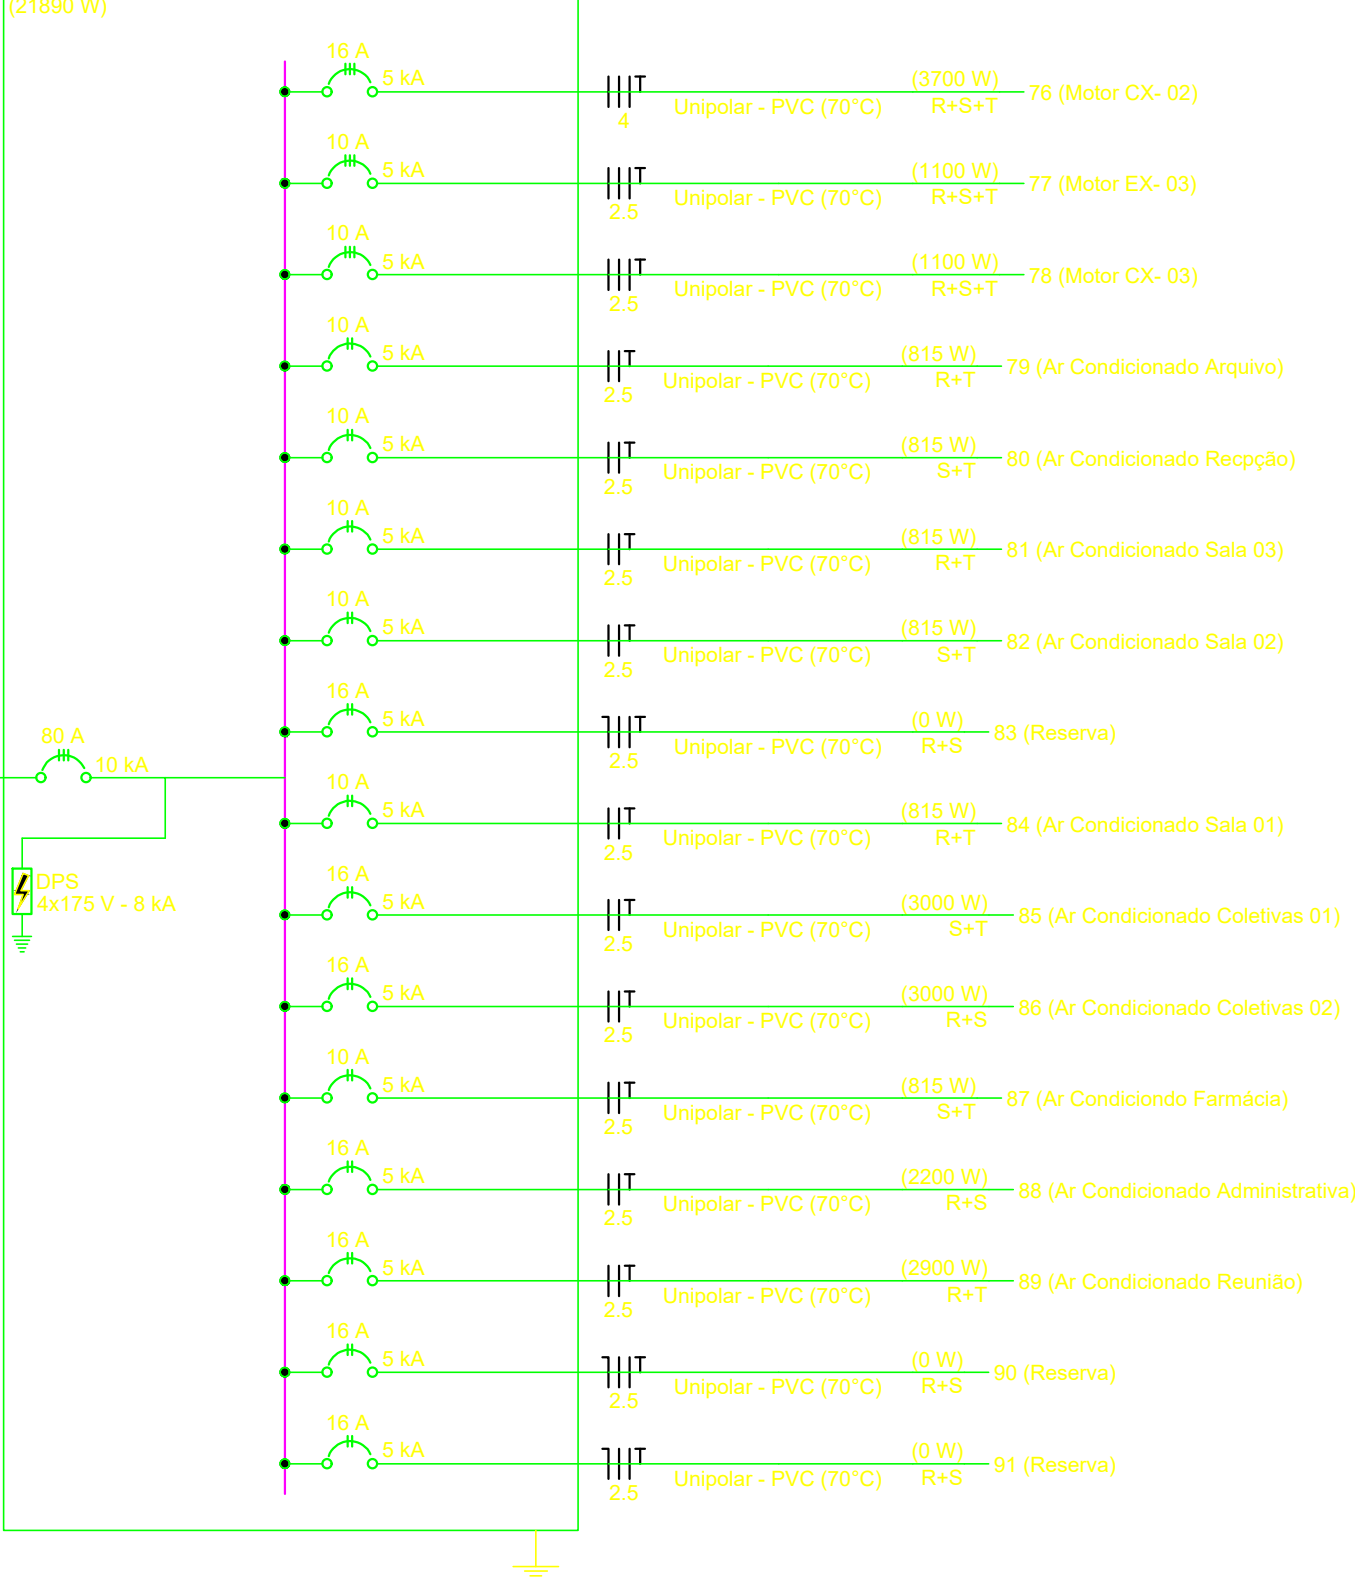 (21890 W)
16 A
5 kA
4
Unipolar - PVC (70°C)
(3700 W)
R+S+T
76 (Motor CX- 02)
10 A
5 kA
2.5
Unipolar - PVC (70°C)
(1100 W)
R+S+T
77 (Motor EX- 03)
10 A
5 kA
2.5
Unipolar - PVC (70°C)
(1100 W)
R+S+T
78 (Motor CX- 03)
10 A
5 kA
2.5
Unipolar - PVC (70°C)
(815 W)
R+T
79 (Ar Condicionado Arquivo)
10 A
5 kA
2.5
Unipolar - PVC (70°C)
(815 W)
S+T
80 (Ar Condicionado Recpção)
10 A
5 kA
2.5
Unipolar - PVC (70°C)
(815 W)
R+T
81 (Ar Condicionado Sala 03)
10 A
5 kA
2.5
Unipolar - PVC (70°C)
(815 W)
S+T
82 (Ar Condicionado Sala 02)
16 A
5 kA
2.5
Unipolar - PVC (70°C)
(0 W)
R+S
83 (Reserva)
80 A
10 kA
10 A
5 kA
2.5
Unipolar - PVC (70°C)
(815 W)
R+T
84 (Ar Condicionado Sala 01)
DPS
4x175 V - 8 kA
16 A
5 kA
2.5
Unipolar - PVC (70°C)
(3000 W)
S+T
85 (Ar Condicionado Coletivas 01)
16 A
5 kA
2.5
Unipolar - PVC (70°C)
(3000 W)
R+S
86 (Ar Condicionado Coletivas 02)
10 A
5 kA
2.5
Unipolar - PVC (70°C)
(815 W)
S+T
87 (Ar Condiciondo Farmácia)
16 A
5 kA
2.5
Unipolar - PVC (70°C)
(2200 W)
R+S
88 (Ar Condicionado Administrativa)
16 A
5 kA
2.5
Unipolar - PVC (70°C)
(2900 W)
R+T
89 (Ar Condicionado Reunião)
16 A
5 kA
2.5
Unipolar - PVC (70°C)
(0 W)
R+S
90 (Reserva)
16 A
5 kA
2.5
Unipolar - PVC (70°C)
(0 W)
R+S
91 (Reserva)